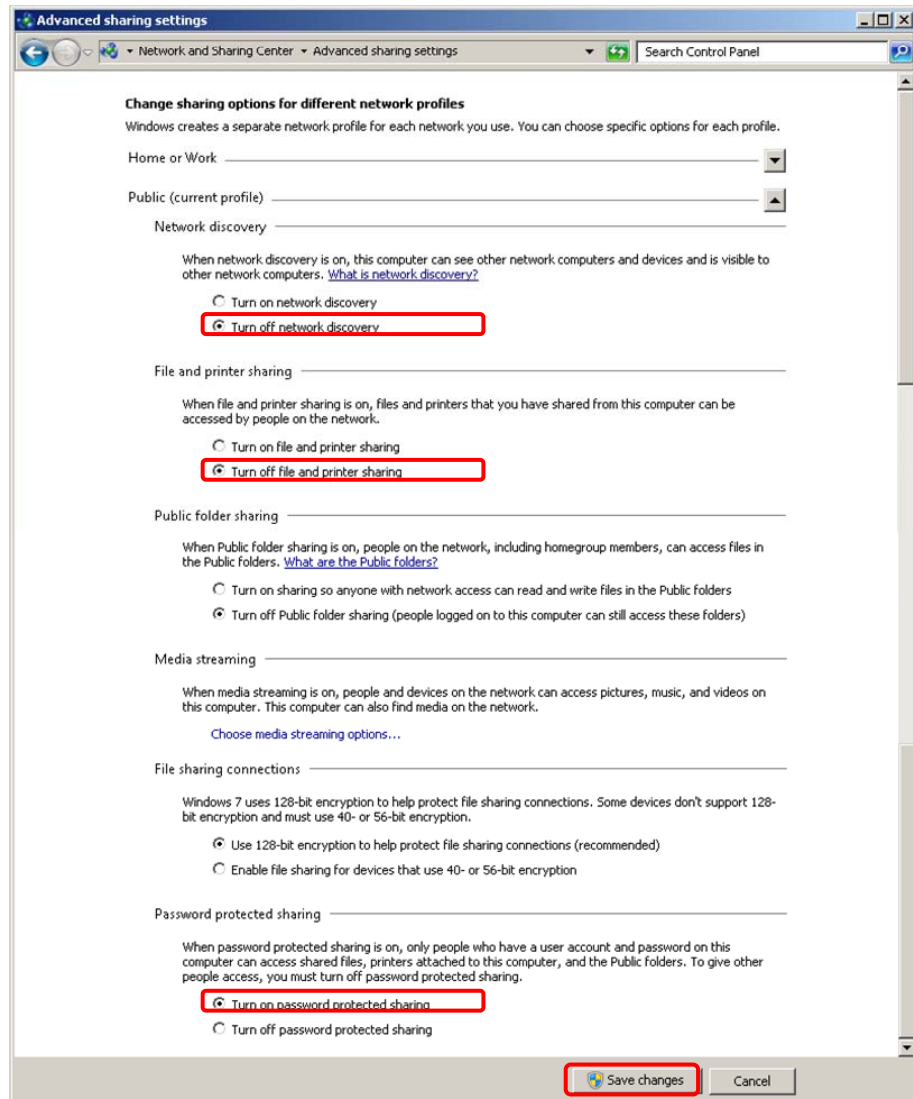 Advanced sharing settings
Network and Sharing Center Advanced sharing settings
Search Control Panel
Change sharing options for different network profiles
Windows creates a separate network profile for each network you use. You can choose specific options for each profile.
Home or Work
Public (current profile)
Network discovery
When network discovery is on, this computer can see other network computers and devices and is visible to
other network computers. What is network discovery?
Turn on network discovery
Turn off network discovery
File and printer sharing
When file and printer sharing is on, files and printers that you have shared from this computer can be
accessed by people on the network.
Turn on file and printer sharing
Turn off file and printer sharing
Public folder sharing
When Public folder sharing is on, people on the network, including homegroup members, can access files in
the Public folders. What are the Public folders?
Turn on sharing so anyone with network access can read and write files in the Public folders
Turn off Public folder sharing (people logged on to this computer can still access these folders)
Media streaming
When media streaming is on, people and devices on the network can access pictures, music, and videos on
this computer. This computer can also find media on the network.
Choose media streaming options...
File sharing connections
Windows 7 uses 128-bit encryption to help protect file sharing connections. Some devices don't support 128-
bit encryption and must use 40- or 56-bit encryption.
Use 128-bit encryption to help protect file sharing connections (recommended)
Enable file sharing for devices that use 40- or 56-bit encryption
Password protected sharing
When password protected sharing is on, only people who have a user account and password on this
computer can access shared files, printers attached to this computer, and the Public folders. To give other
people access, you must turn off password protected sharing.
Turn on password protected sharing
Turn off password protected sharing
Save changes
Cancel